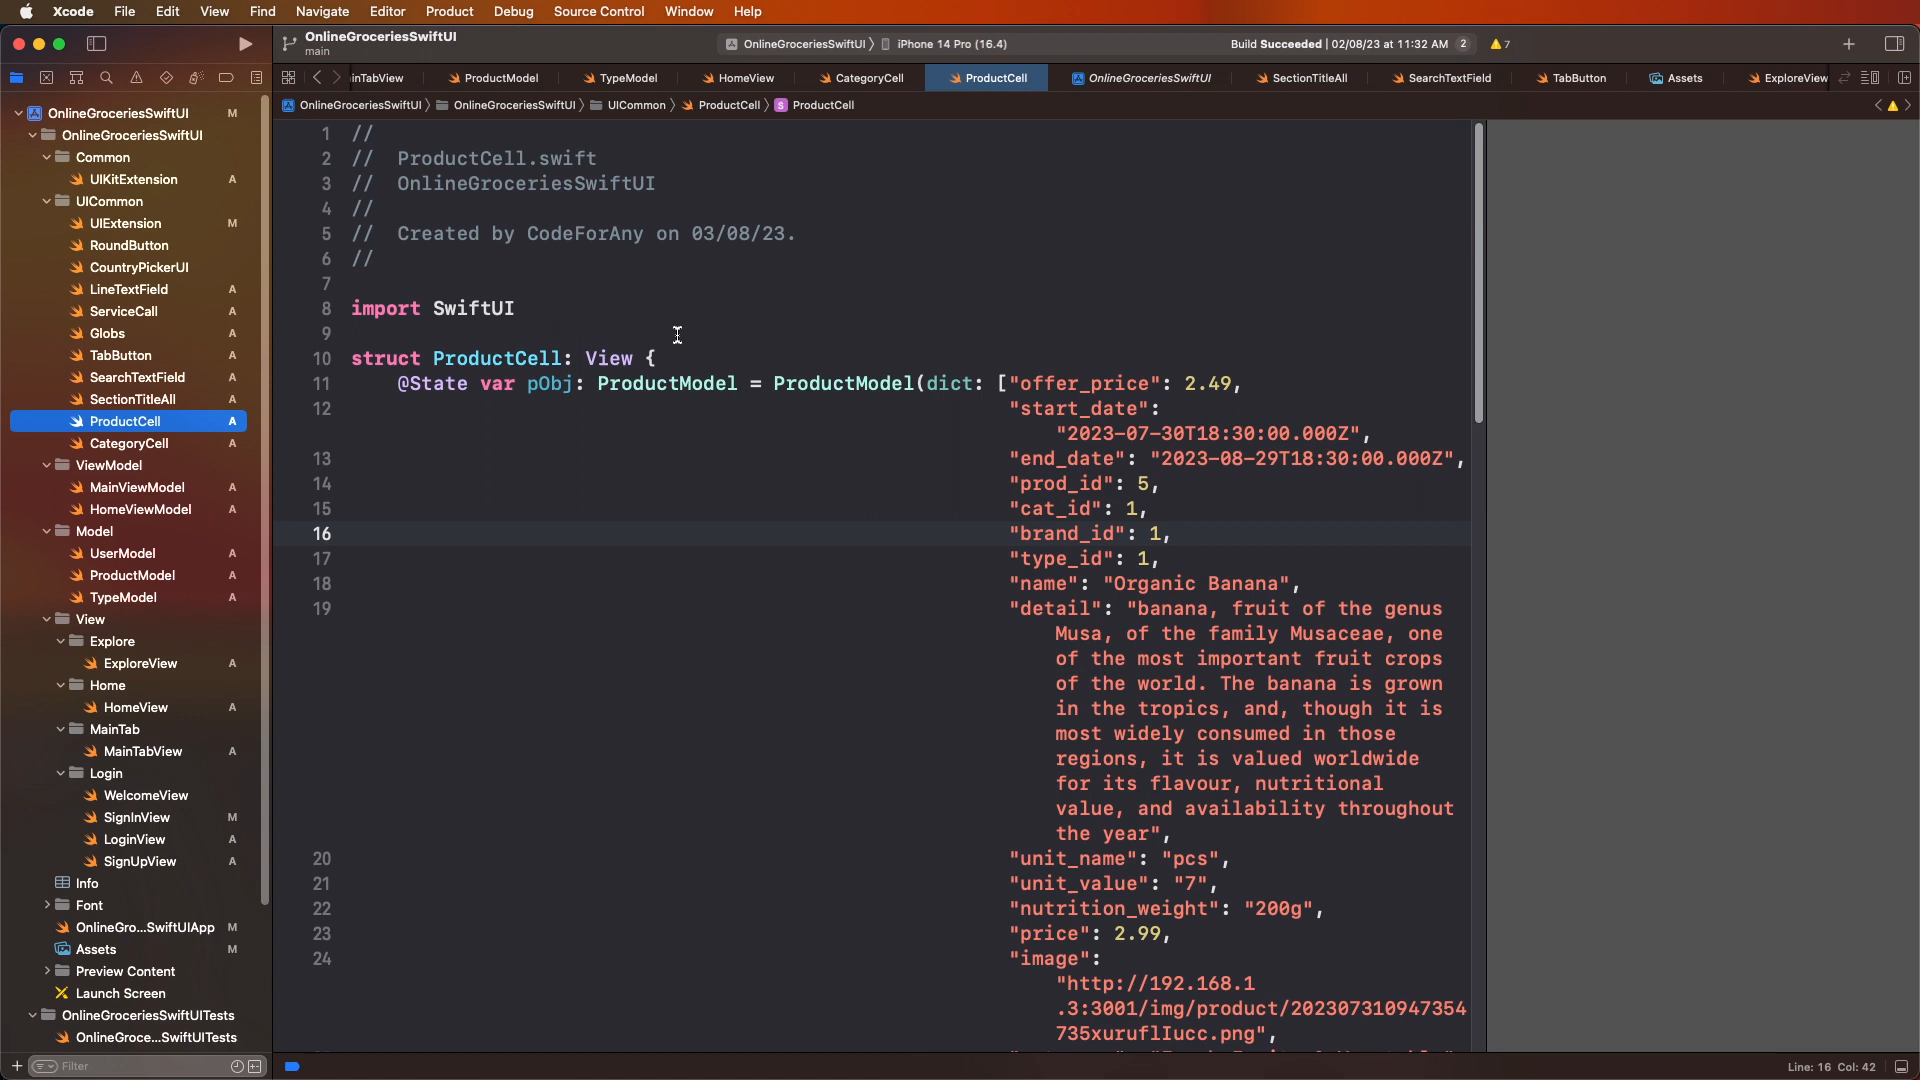 Xcode File Edit View Find Navigate Editor Product Debug Source Control Window Help
OnlineGroceriesSwiftUI
main
OnlineGroceriesSwiftUI iPhone 14 Pro (16.4)
Build Succeeded | 02/08/23 at 11:32 AM 2 7
inTabView ProductModel TypeModel HomeView CategoryCell ProductCell OnlineGroceriesSwiftUI SectionTitleAll SearchTextField TabButton Assets ExploreView
OnlineGroceriesSwiftUI OnlineGroceriesSwiftUI UICommon ProductCell S ProductCell
OnlineGroceriesSwiftUI M
OnlineGroceriesSwiftUI
Common
UIKitExtension A
UICommon
UIExtension M
RoundButton
CountryPickerUI
LineTextField A
ServiceCall A
Globs A
TabButton A
SearchTextField A
SectionTitleAll A
ProductCell A
CategoryCell A
ViewModel
MainViewModel A
HomeViewModel A
Model
UserModel A
ProductModel A
TypeModel A
View
Explore
ExploreView A
Home
HomeView A
MainTab
MainTabView A
Login
WelcomeView
SignInView M
LoginView A
SignUpView A
Info
Font
OnlineGro...SwiftUIApp M
Assets M
Preview Content
Launch Screen
OnlineGroceriesSwiftUITests
OnlineGroce...SwiftUITests
Filter
1 //
2 // ProductCell.swift
3 // OnlineGroceriesSwiftUI
4 //
5 // Created by CodeForAny on 03/08/23.
6 //
7
8 import SwiftUI
9
10 struct ProductCell: View {
11 @State var pObj: ProductModel = ProductModel(dict: ["offer_price": 2.49,
12 "start_date":
"2023-07-30T18:30:00.000Z",
13 "end_date": "2023-08-29T18:30:00.000Z",
14 "prod_id": 5,
15 "cat_id": 1,
16 "brand_id": 1,
17 "type_id": 1,
18 "name": "Organic Banana",
19 "detail": "banana, fruit of the genus
Musa, of the family Musaceae, one
of the most important fruit crops
of the world. The banana is grown
in the tropics, and, though it is
most widely consumed in those
regions, it is valued worldwide
for its flavour, nutritional
value, and availability throughout
the year",
20 "unit_name": "pcs",
21 "unit_value": "7",
22 "nutrition_weight": "200g",
23 "price": 2.99,
24 "image":
"http://192.168.1
.3:3001/img/product/202307310947354
735xuruflIucc.png",
Line: 16 Col: 42